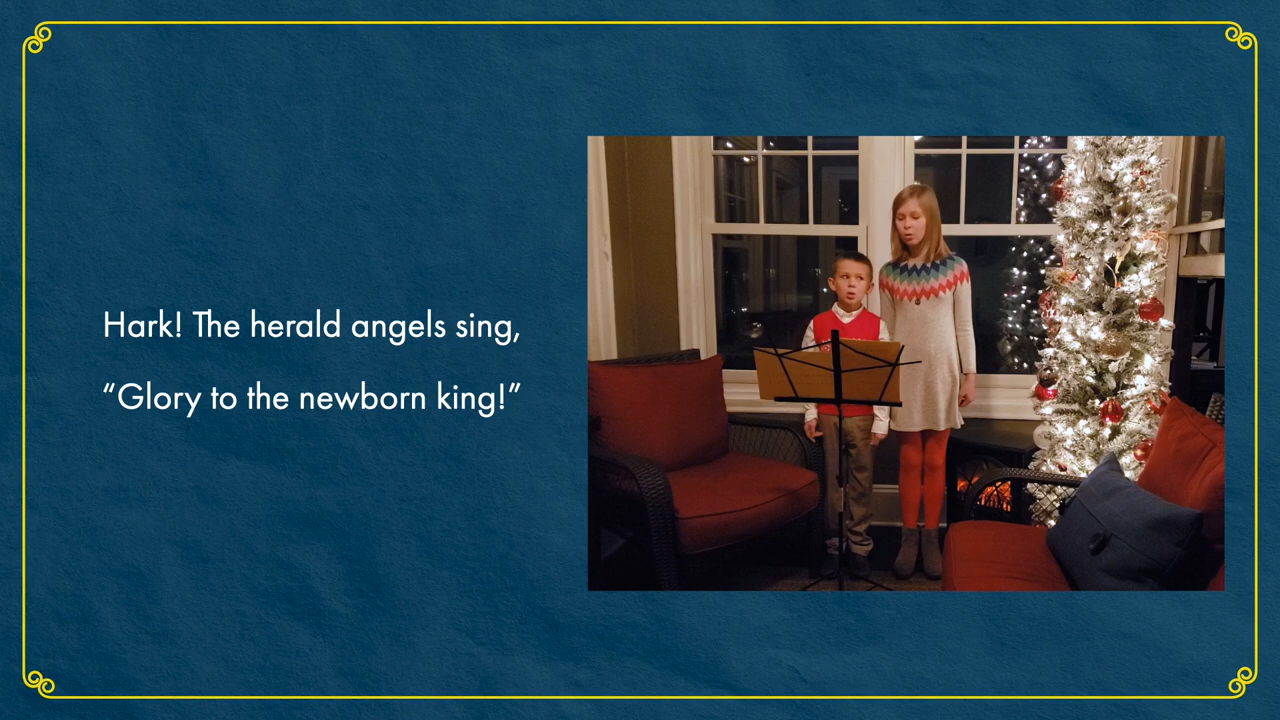 Hark! The herald angels sing,
“Glory to the newborn king!”